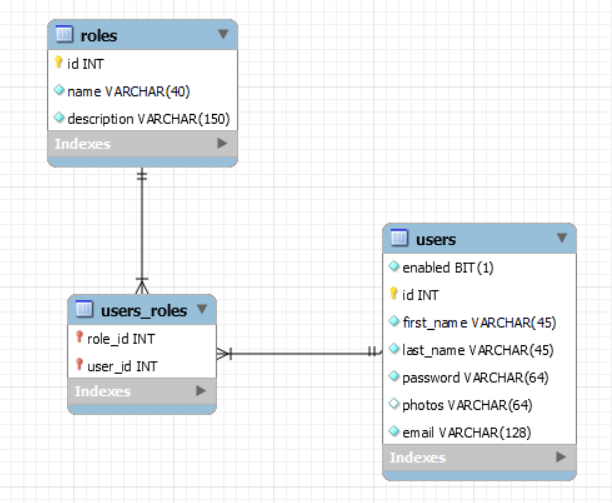 roles
id INT
name VARCHAR(40)
description VARCHAR(150)
Indexes
users_roles
role_id INT
user_id INT
Indexes
users
enabled BIT(1)
id INT
first_name VARCHAR(45)
last_name VARCHAR(45)
password VARCHAR(64)
photos VARCHAR(64)
email VARCHAR(128)
Indexes